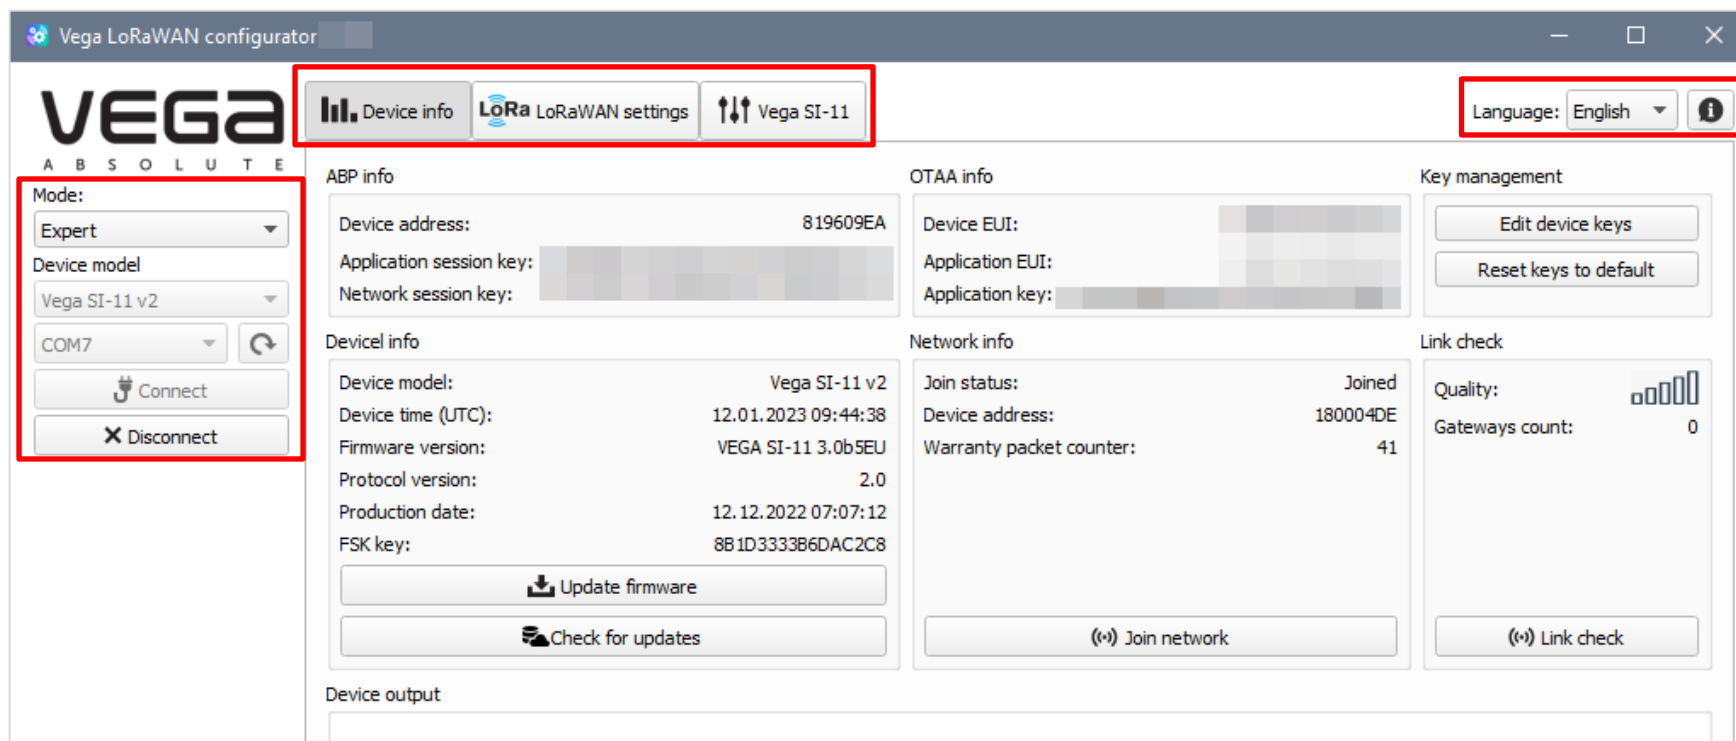 Vega LoRaWAN configurator
VEGA
ABSOLUTE
Device info
LoRa LoRaWAN settings
Vega SI-11
Language: English
Mode:
Expert
Device model
Vega SI-11 v2
COM7
Connect
Disconnect
ABP info
Device address: 819609EA
Application session key:
Network session key:
OTAA info
Device EUI:
Application EUI:
Application key:
Key management
Edit device keys
Reset keys to default
Devicel info
Device model: Vega SI-11 v2
Device time (UTC): 12.01.2023 09:44:38
Firmware version: VEGA SI-11 3.0b5EU
Protocol version: 2.0
Production date: 12.12.2022 07:07:12
FSK key: 8B1D3333B6DAC2C8
Update firmware
Check for updates
Network info
Join status: Joined
Device address: 180004DE
Warranty packet counter: 41
Join network
Link check
Quality:
Gateways count: 0
Link check
Device output